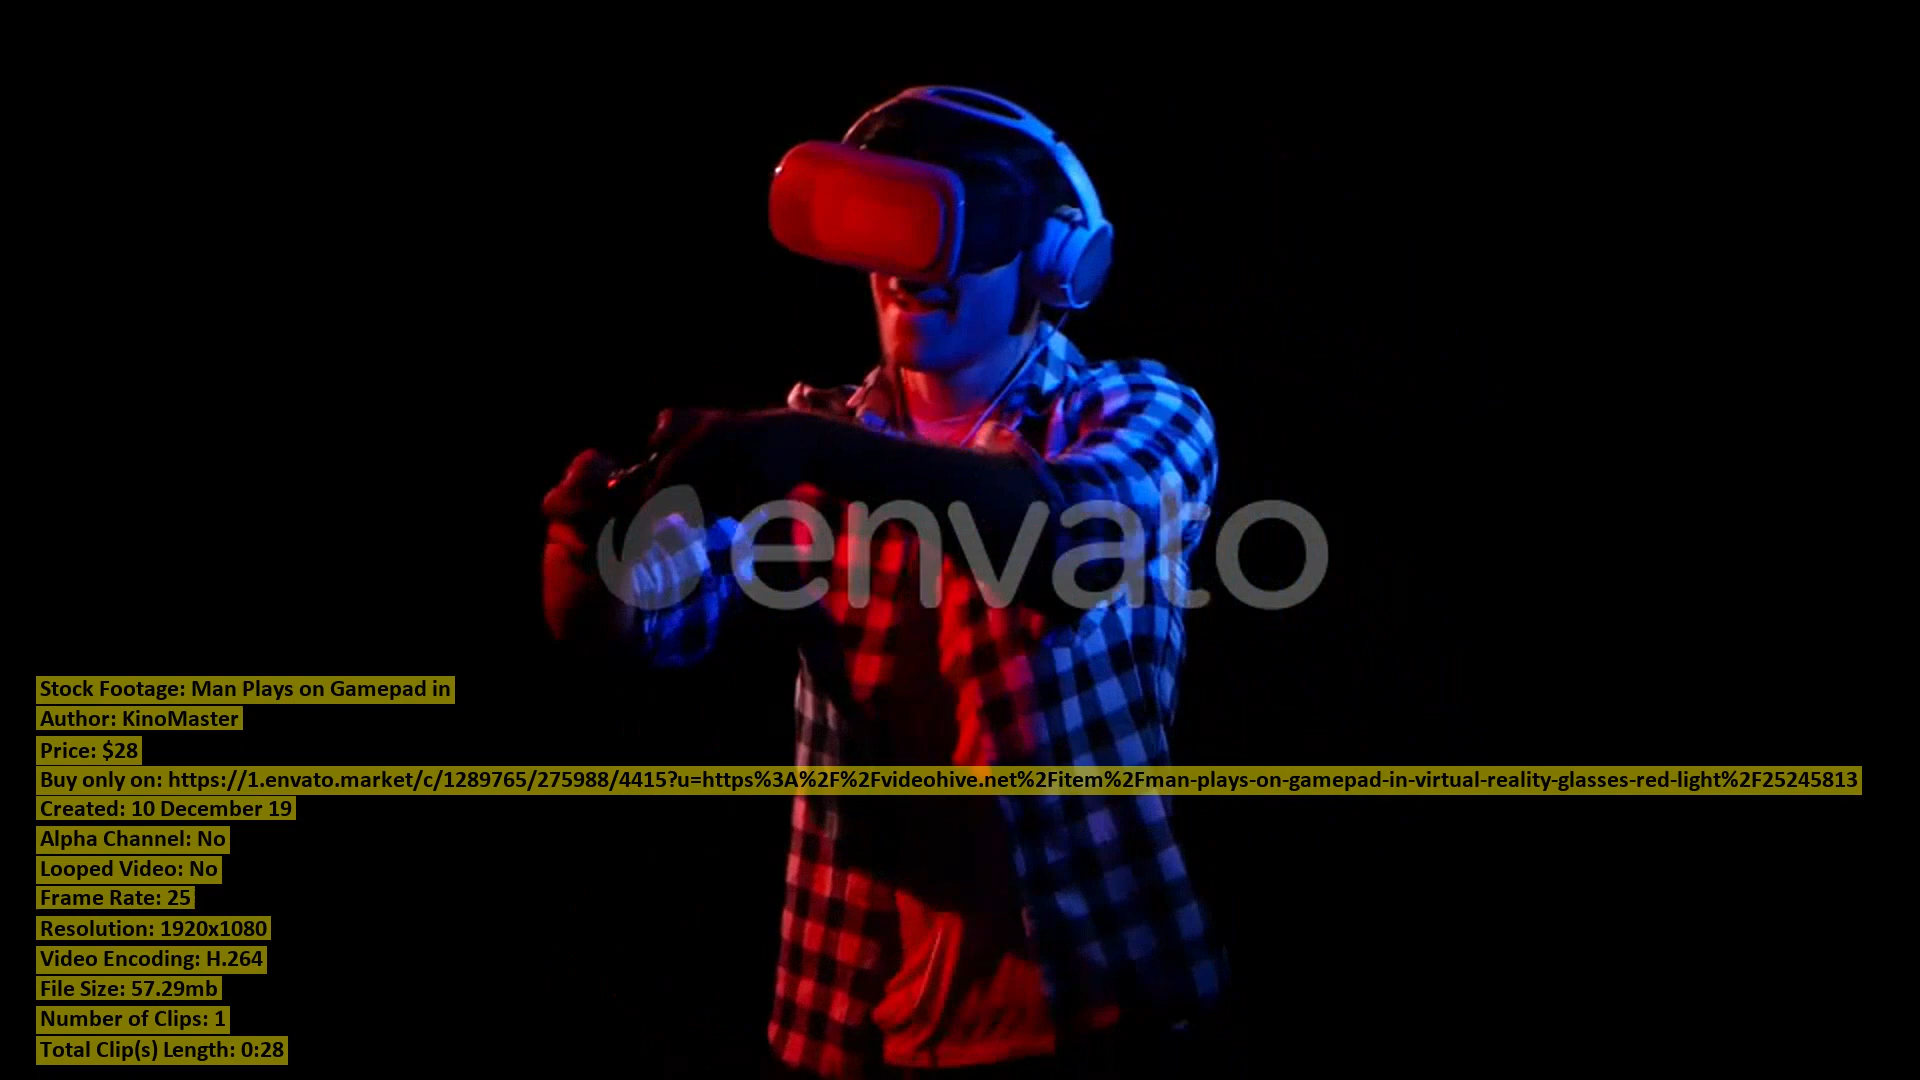 envato
Stock Footage: Man Plays on Gamepad in
Author: KinoMaster
Price: $28
Buy only on: https://1.envato.market/c/1289765/275988/4415?u=https%3A%2F%2Fvideohive.net%2Fitem%2Fman-plays-on-gamepad-in-virtual-reality-glasses-red-light%2F25245813
Created: 10 December 19
Alpha Channel: No
Looped Video: No
Frame Rate: 25
Resolution: 1920x1080
Video Encoding: H.264
File Size: 57.29mb
Number of Clips: 1
Total Clip(s) Length: 0:28